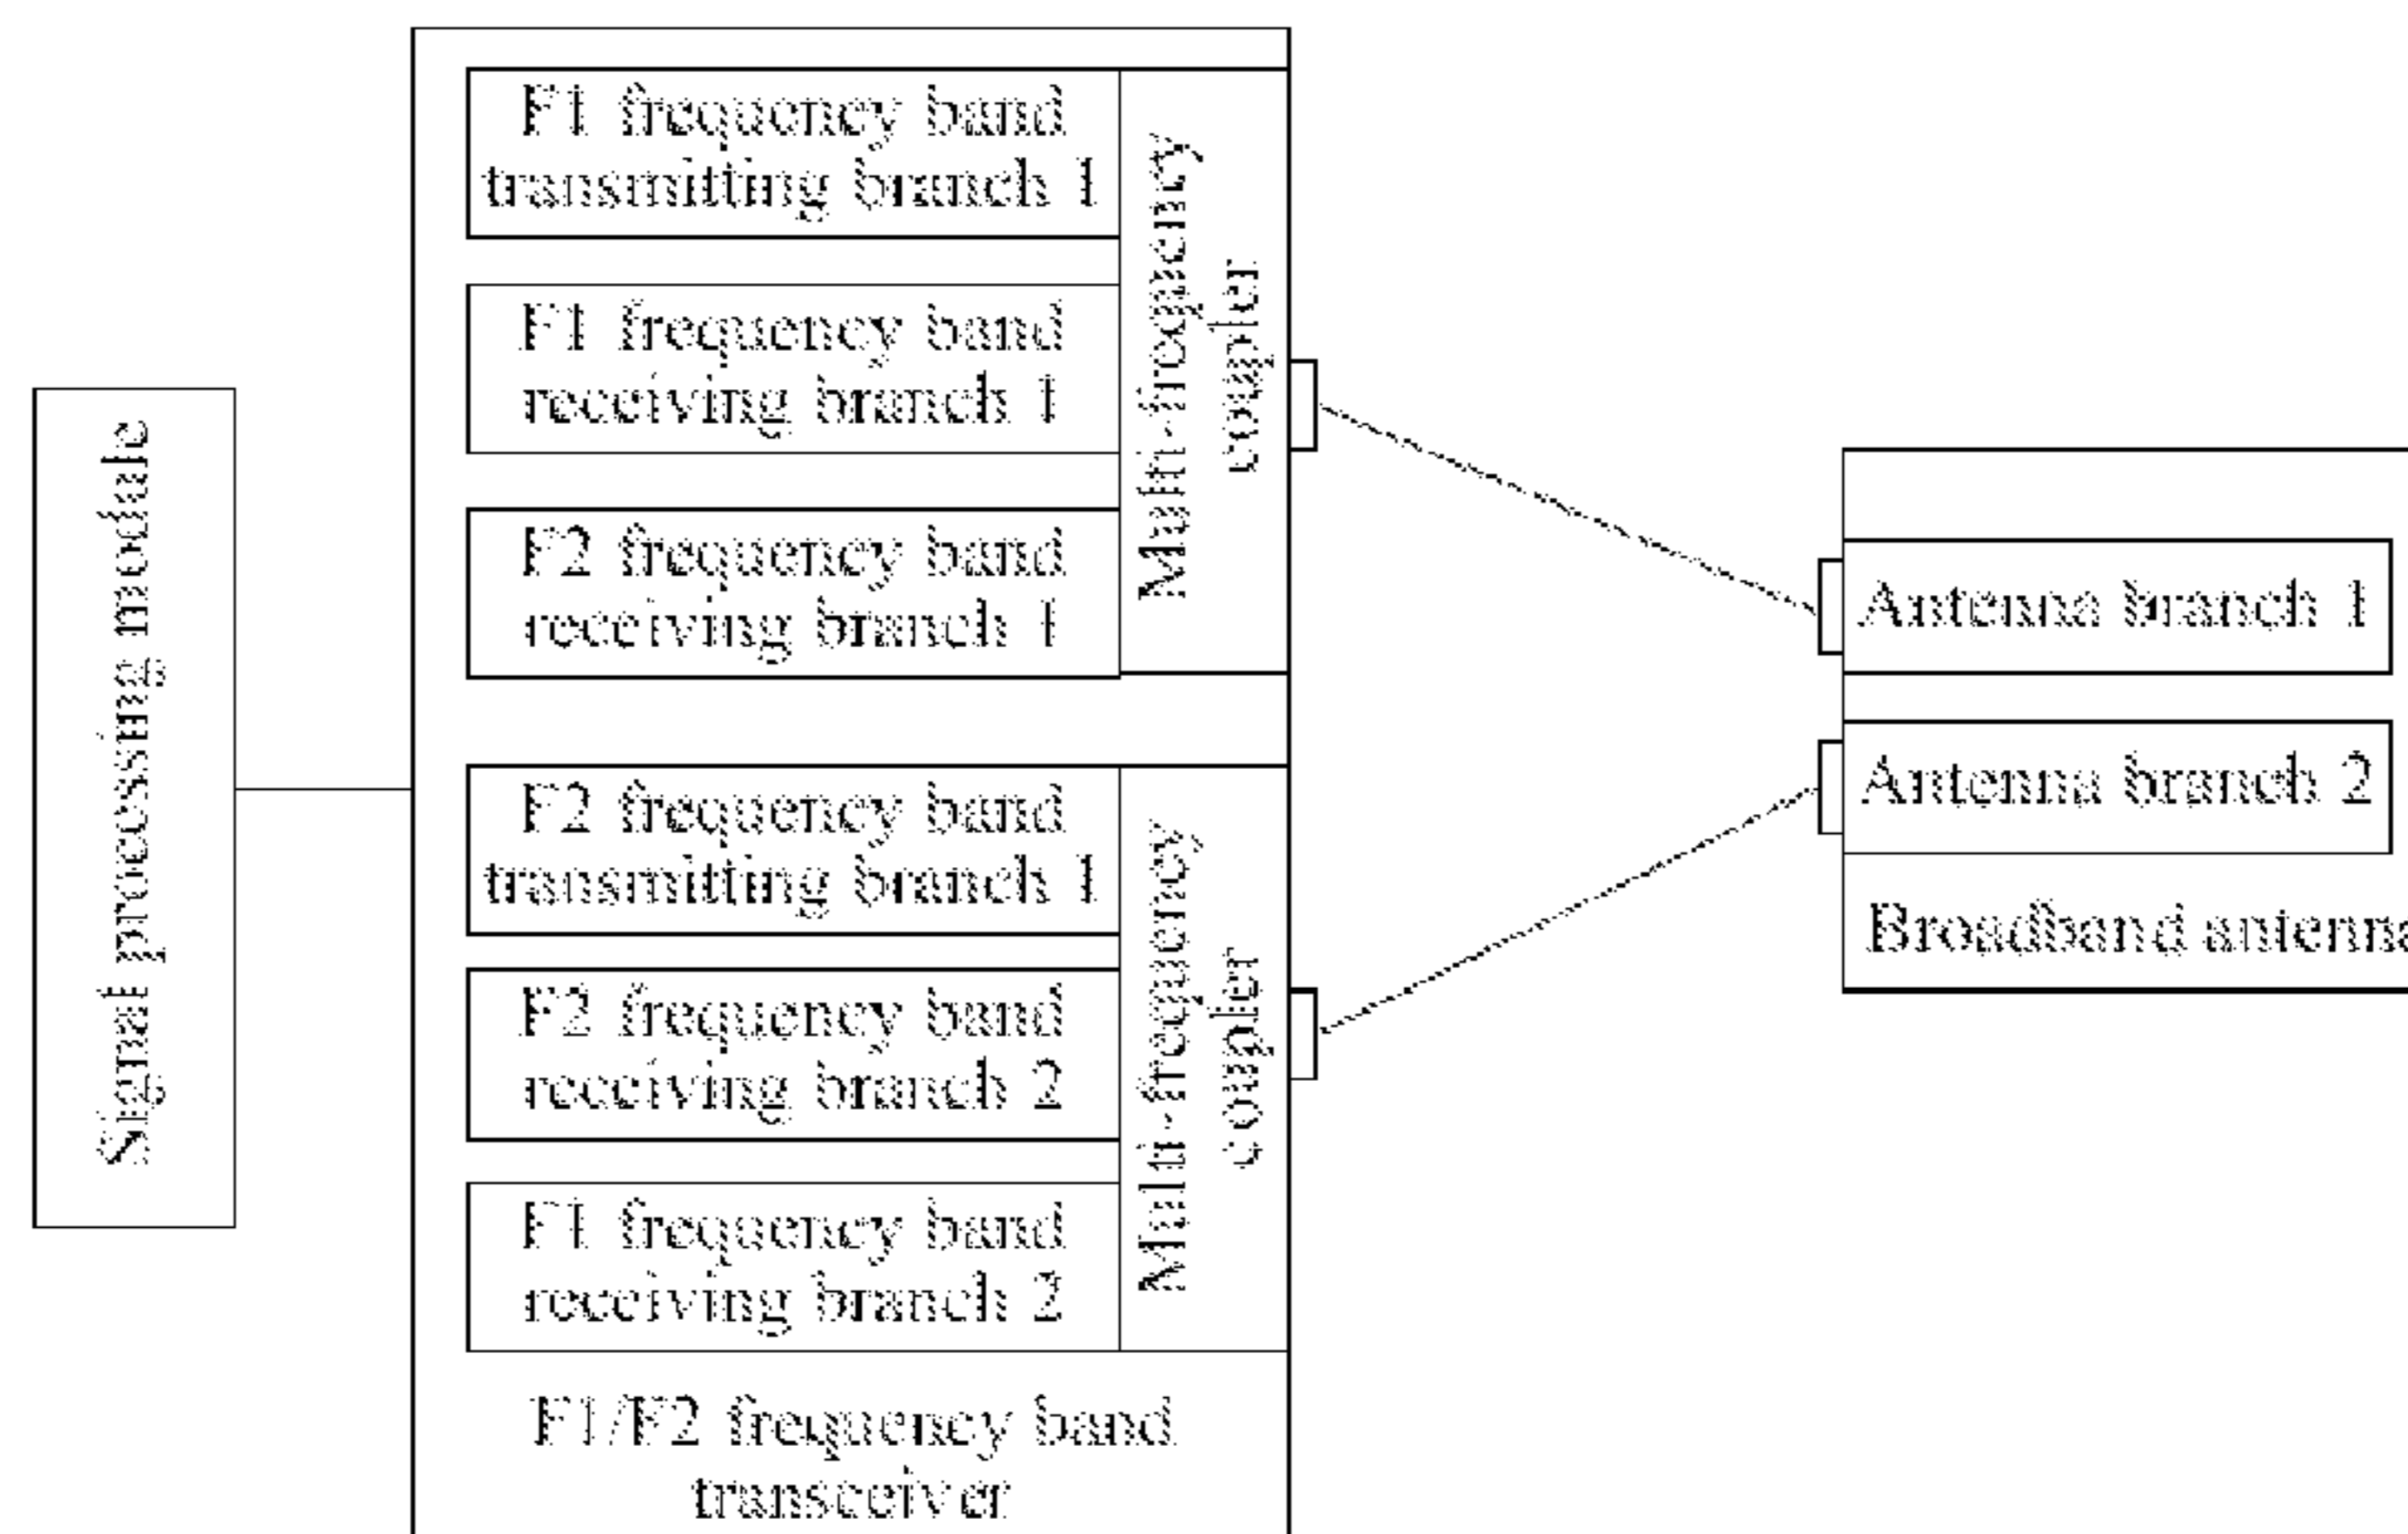 Signal processing module
F1 frequency band
transmitting branch 1
F1 frequency band
receiving branch 1
F2 frequency band
receiving branch 1
Multi-frequency
coupler
F2 frequency band
transmitting branch 1
F2 frequency band
receiving branch 2
F1 frequency band
receiving branch 2
Multi-frequency
coupler
F1/F2 frequency band
transceiver
Antenna branch 1
Antenna branch 2
Broadband antenna